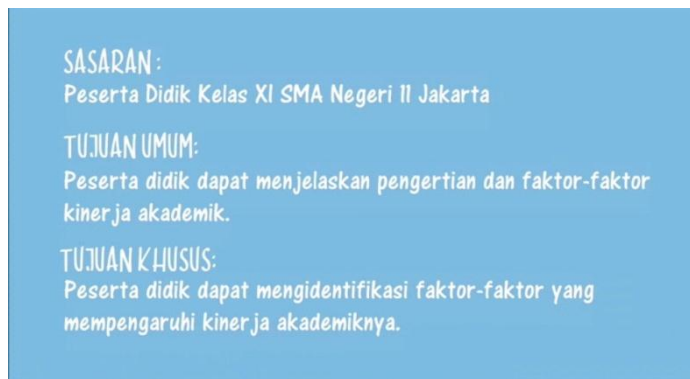 SASARAN :
Peserta Didik Kelas XI SMA Negeri 11 Jakarta
TUJUAN UMUM:
Peserta didik dapat menjelaskan pengertian dan faktor-faktor
kinerja akademik.
TUJUAN KHUSUS:
Peserta didik dapat mengidentifikasi faktor-faktor yang
mempengaruhi kinerja akademiknya.